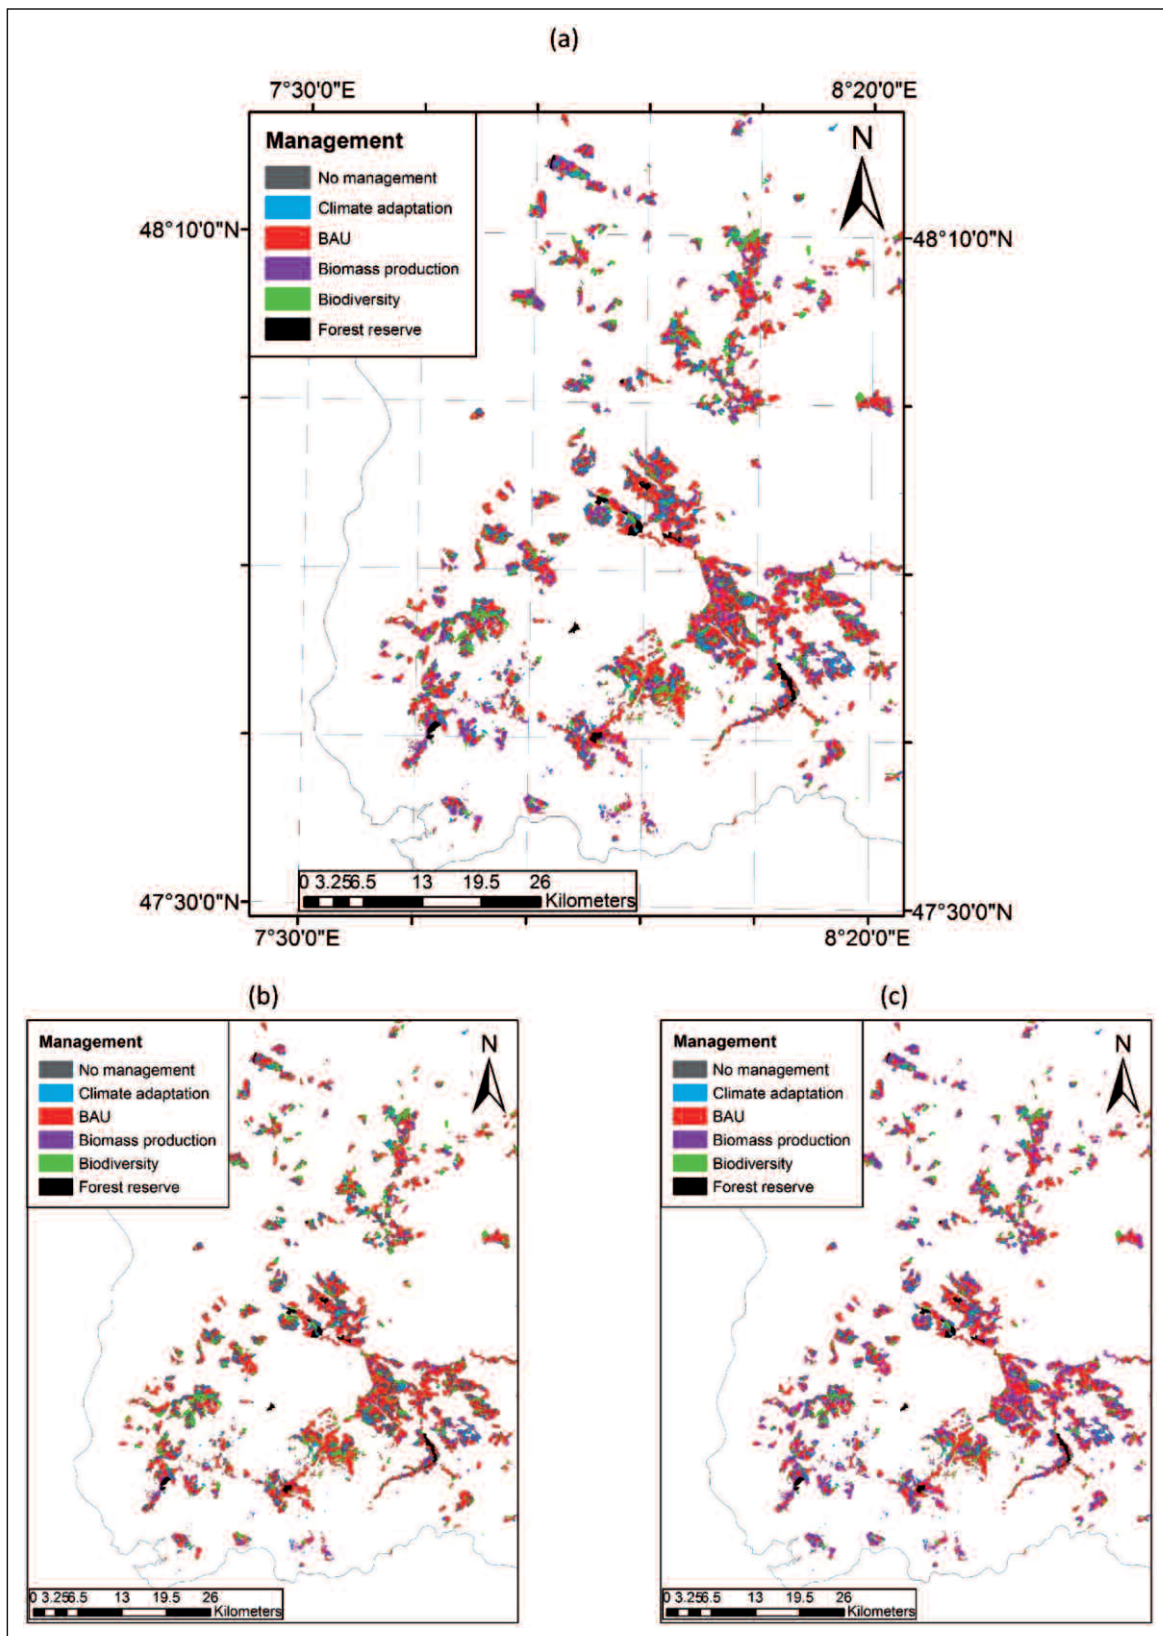 (a)
7°30'0"E 8°20'0"E
Management
No management
Climate adaptation
BAU
Biomass production
Biodiversity
Forest reserve
N
48°10'0"N 48°10'0"N
0 3.25 6.5 13 19.5 26
Kilometers
47°30'0"N 47°30'0"N
7°30'0"E 8°20'0"E
(b)
Management
No management
Climate adaptation
BAU
Biomass production
Biodiversity
Forest reserve
N
0 3.25 6.5 13 19.5 26
Kilometers
(c)
Management
No management
Climate adaptation
BAU
Biomass production
Biodiversity
Forest reserve
N
0 3.25 6.5 13 19.5 26
Kilometers